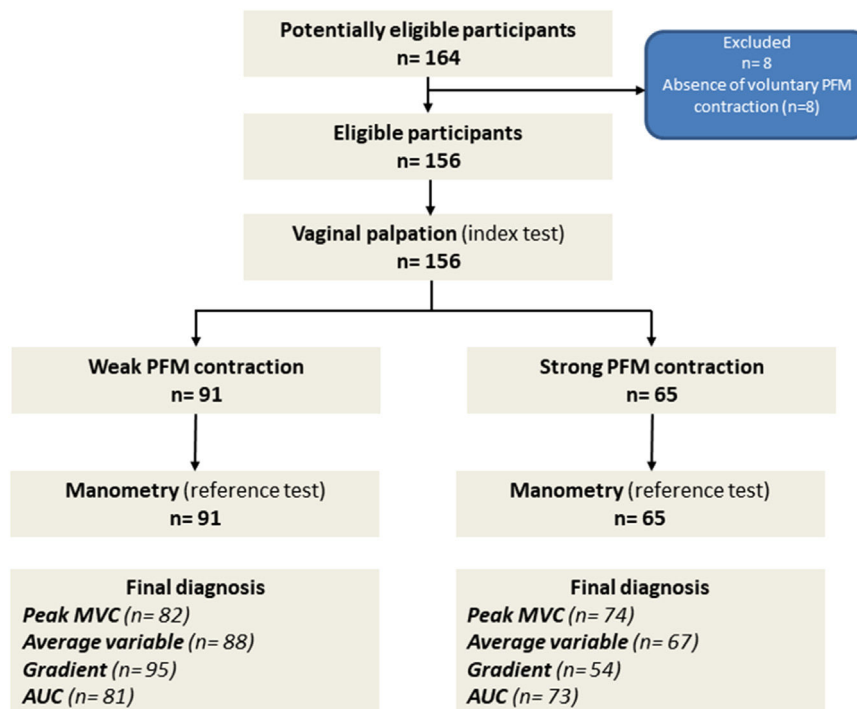 Potentially eligible participants
n= 164
Excluded
n= 8
Absence of voluntary PFM
contraction (n=8)
Eligible participants
n= 156
Vaginal palpation (index test)
n= 156
Weak PFM contraction
n= 91
Strong PFM contraction
n= 65
Manometry (reference test)
n= 91
Manometry (reference test)
n= 65
Final diagnosis
Peak MVC (n= 82)
Average variable (n= 88)
Gradient (n= 95)
AUC (n= 81)
Final diagnosis
Peak MVC (n= 74)
Average variable (n= 67)
Gradient (n= 54)
AUC (n= 73)